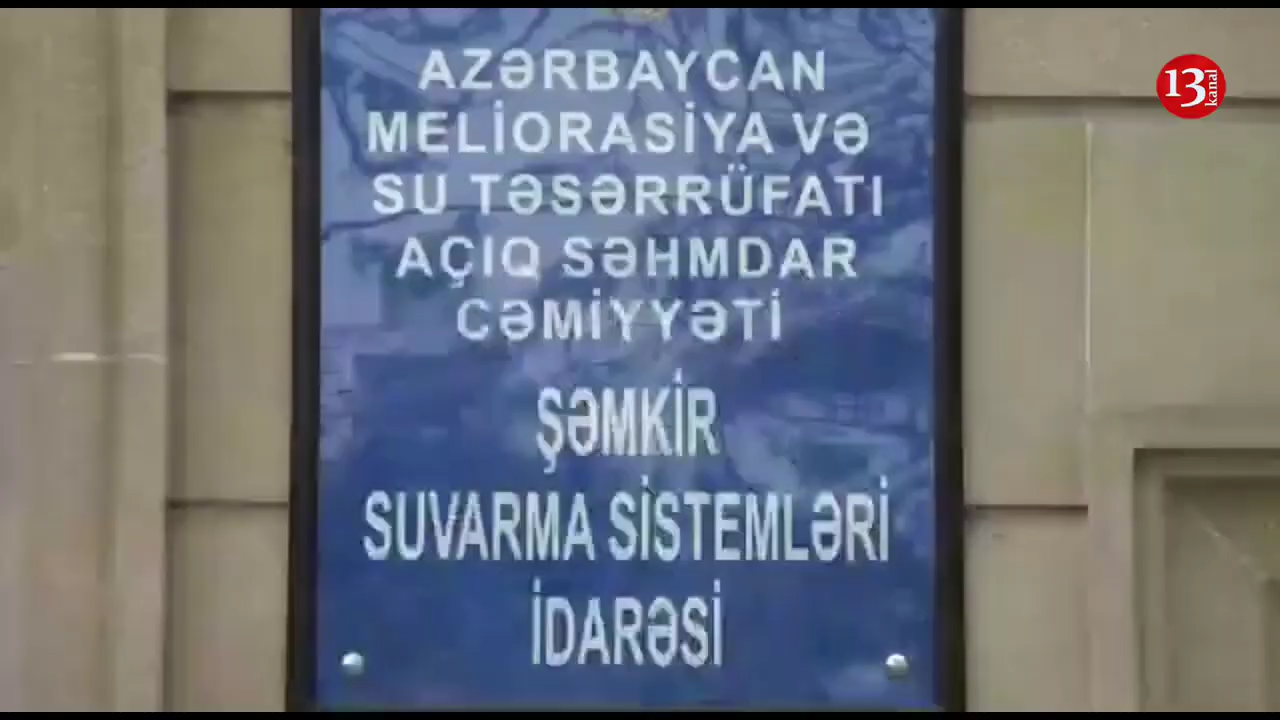 AZƏRBAYCAN
MELİORASİYA VƏ
SU TƏSƏRRÜFATI
AÇIQ SƏHMDAR
CƏMİYYƏTİ
ŞƏMKİR
SUVARMA SİSTEMLƏRİ
İDARƏSİ
13 kanal